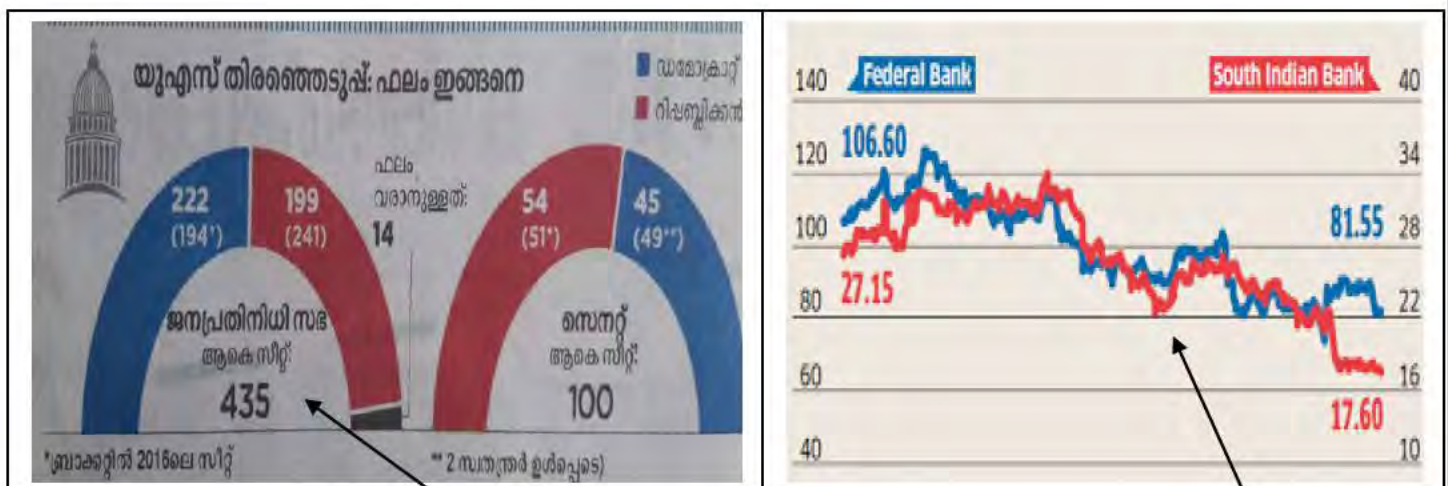 യുഎസ് തിരഞ്ഞെടുപ്പ്: ഫലം ഇങ്ങനെ
ഡമോക്രാറ്റ്
റിപ്പബ്ലിക്കൻ
222
(194*)
199
(241)
ഫലം
വരാനുള്ളത്:
14
ജനപ്രതിനിധി സഭ
ആകെ സീറ്റ്:
435
54
(51*)
45
(49**)
സെനറ്റ്
ആകെ സീറ്റ്:
100
*ബ്രാക്കറ്റിൽ 2016ലെ സീറ്റ്
** 2 സ്വതന്ത്രർ ഉൾപ്പെടെ)
Federal Bank
South Indian Bank
140
120
100
80
60
40
40
34
28
22
16
10
106.60
27.15
81.55
17.60